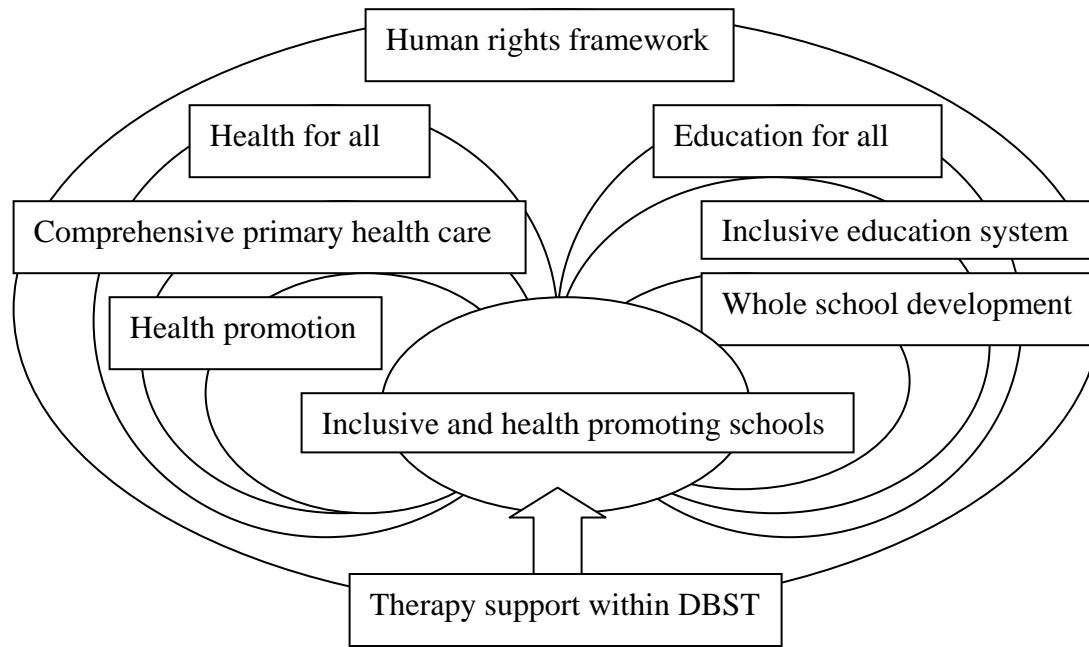 Human rights framework
Health for all
Education for all
Comprehensive primary health care
Inclusive education system
Health promotion
Whole school development
Inclusive and health promoting schools
Therapy support within DBST